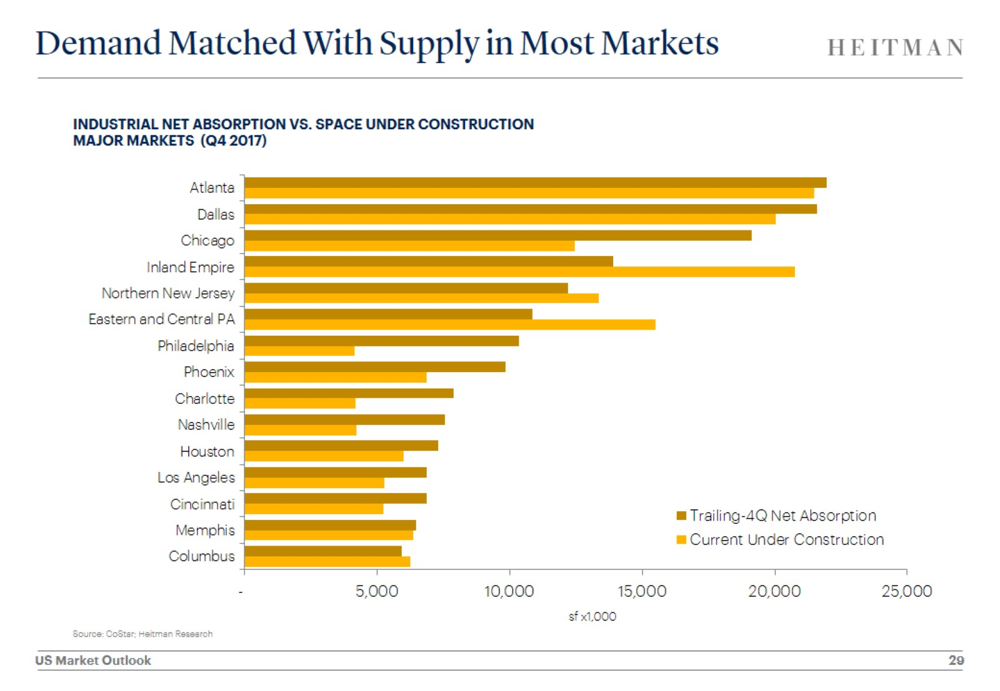 Demand Matched With Supply in Most Markets
HEITMAN
INDUSTRIAL NET ABSORPTION VS. SPACE UNDER CONSTRUCTION
MAJOR MARKETS (Q4 2017)
Atlanta
Dallas
Chicago
Inland Empire
Northern New Jersey
Eastern and Central PA
Philadelphia
Phoenix
Charlotte
Nashville
Houston
Los Angeles
Cincinnati
Memphis
Columbus
Trailing-4Q Net Absorption
Current Under Construction
- 5,000 10,000 15,000 20,000 25,000
sf x1,000
Source: CoStar; Heitman Research
US Market Outlook
29